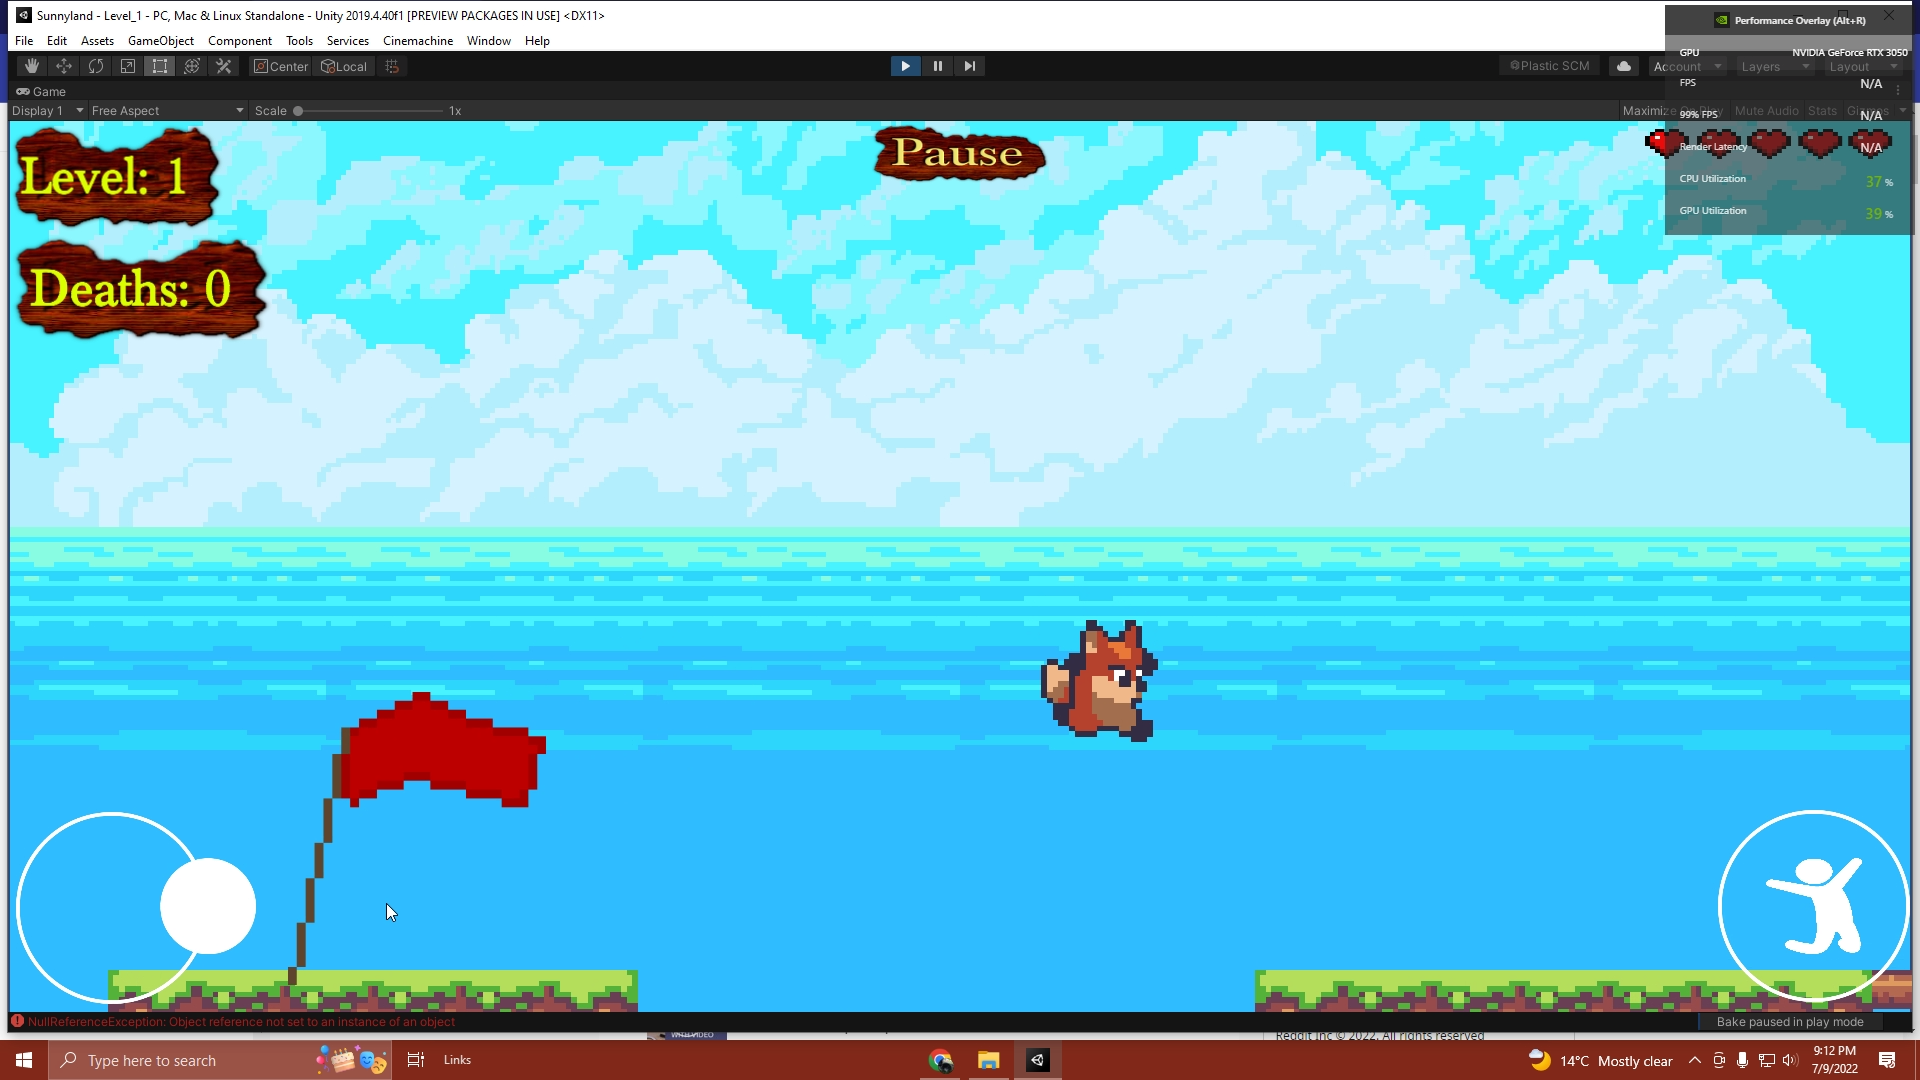 Sunnyland - Level_1 - PC, Mac & Linux Standalone - Unity 2019.4.40f1 [PREVIEW PACKAGES IN USE] <DX11>
Performance Overlay (Alt+R)
File Edit Assets GameObject Component Tools Services Cinemachine Window Help
GPU NVIDIA GeForce RTX 3050
Center Local Plastic SCM Account Layers Layout
FPS N/A
Game
Display 1 Free Aspect Scale 1x Mute Audio Stats
99% FPS N/A
Render Latency N/A
CPU Utilization 37 %
GPU Utilization 39 %
Pause
Level: 1
Deaths: 0
NullReferenceException: Object reference not set to an instance of an object
Bake paused in play mode
Reddit Inc © 2022. All rights reserved
Type here to search Links
14°C Mostly clear
9:12 PM
7/9/2022